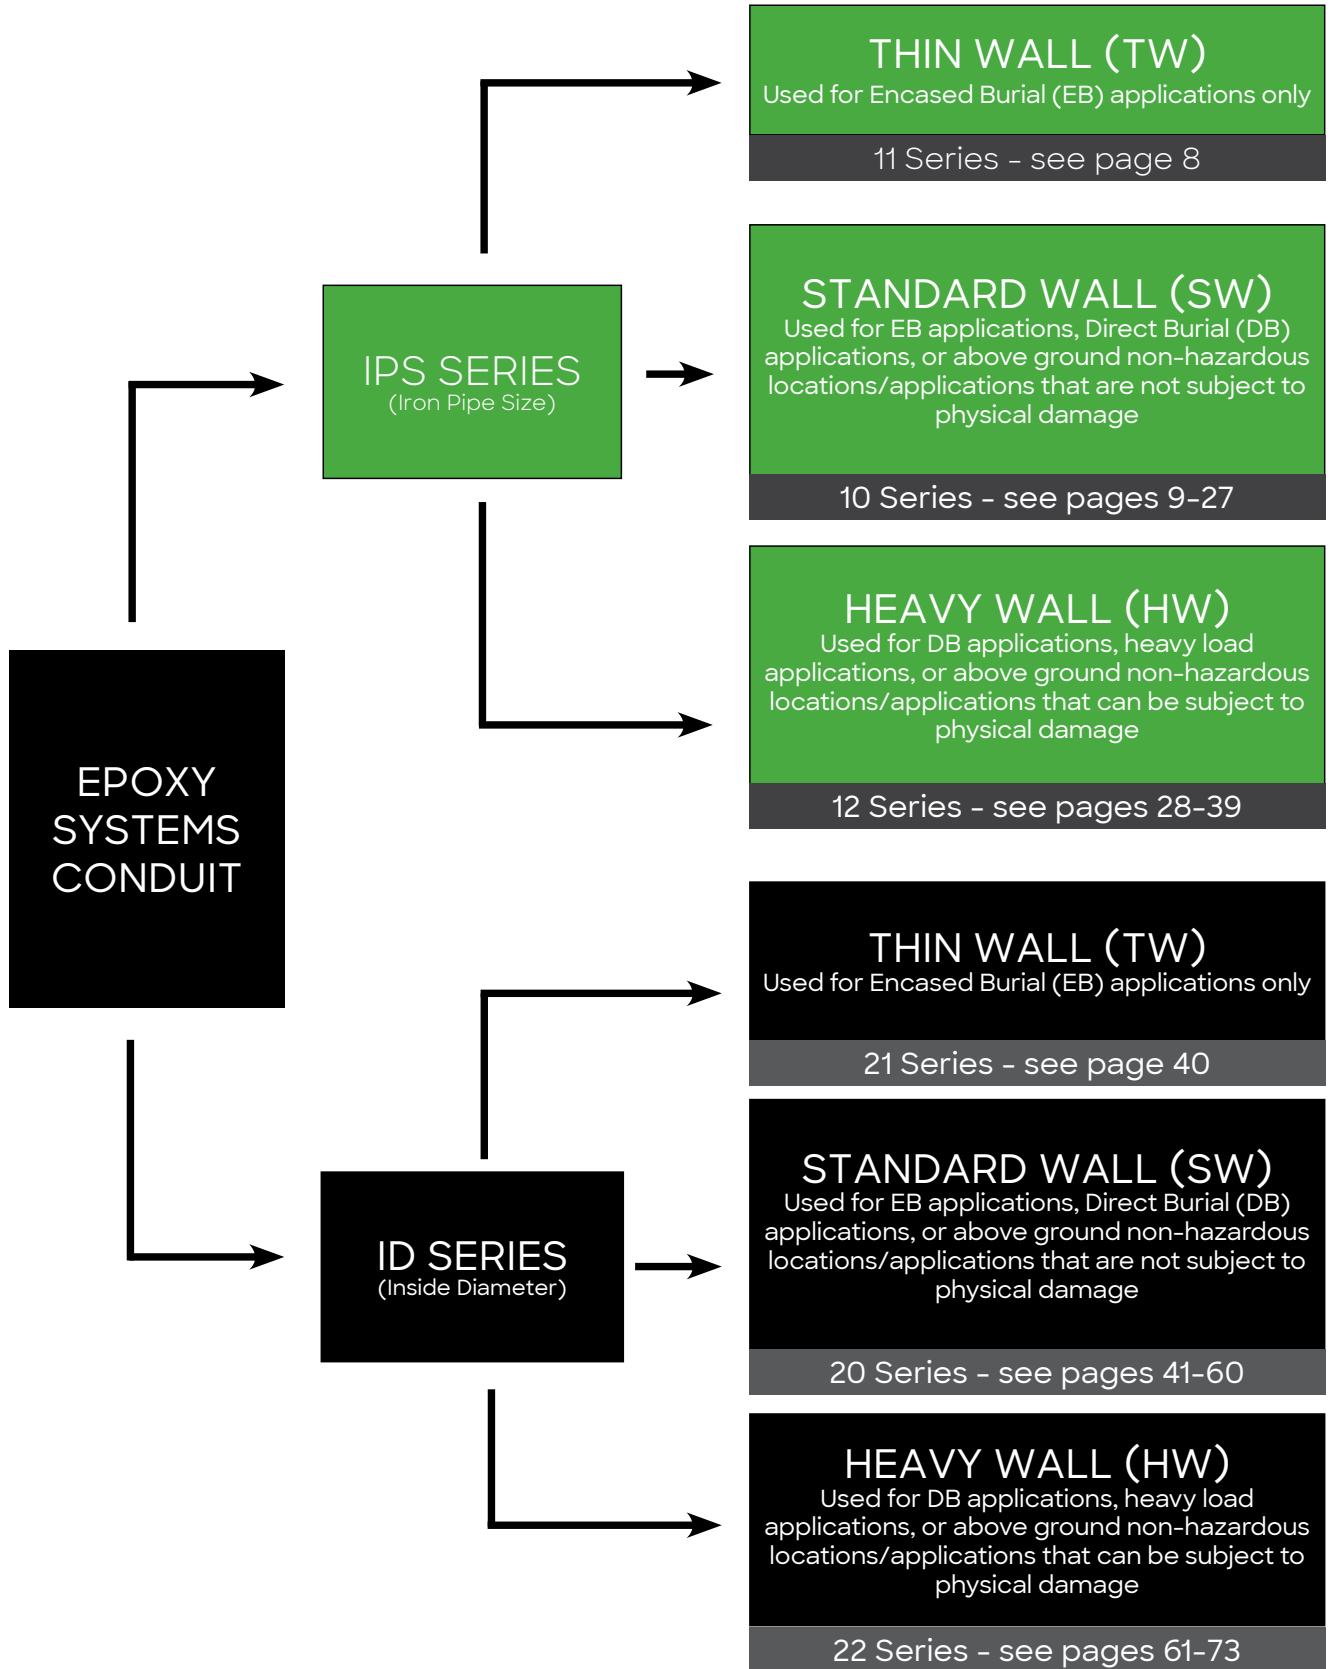 EPOXY
SYSTEMS
CONDUIT
IPS SERIES
(Iron Pipe Size)
THIN WALL (TW)
Used for Encased Burial (EB) applications only
11 Series - see page 8
STANDARD WALL (SW)
Used for EB applications, Direct Burial (DB)
applications, or above ground non-hazardous
locations/applications that are not subject to
physical damage
10 Series - see pages 9-27
HEAVY WALL (HW)
Used for DB applications, heavy load
applications, or above ground non-hazardous
locations/applications that can be subject to
physical damage
12 Series - see pages 28-39
ID SERIES
(Inside Diameter)
THIN WALL (TW)
Used for Encased Burial (EB) applications only
21 Series - see page 40
STANDARD WALL (SW)
Used for EB applications, Direct Burial (DB)
applications, or above ground non-hazardous
locations/applications that are not subject to
physical damage
20 Series - see pages 41-60
HEAVY WALL (HW)
Used for DB applications, heavy load
applications, or above ground non-hazardous
locations/applications that can be subject to
physical damage
22 Series - see pages 61-73